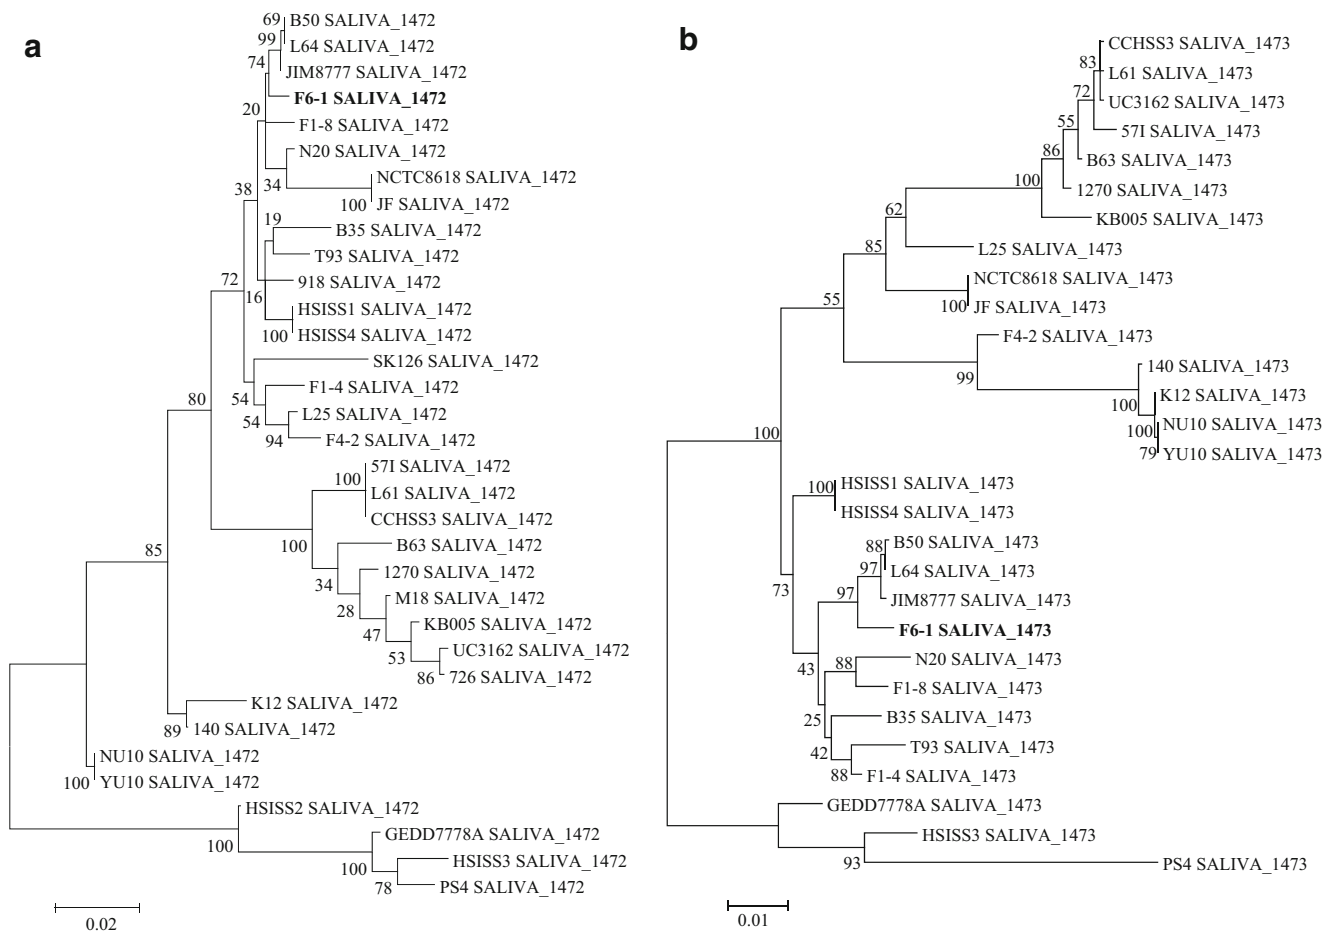 a
69
B50 SALIVA_1472
99
L64 SALIVA_1472
74
JIM8777 SALIVA_1472
F6-1 SALIVA_1472
20
F1-8 SALIVA_1472
N20 SALIVA_1472
34
NCTC8618 SALIVA_1472
38
100
JF SALIVA_1472
19
B35 SALIVA_1472
T93 SALIVA_1472
72
918 SALIVA_1472
16
HSISS1 SALIVA_1472
100
HSISS4 SALIVA_1472
SK126 SALIVA_1472
54
F1-4 SALIVA_1472
80
L25 SALIVA_1472
54
94
F4-2 SALIVA_1472
57I SALIVA_1472
100
L61 SALIVA_1472
CCHSS3 SALIVA_1472
100
B63 SALIVA_1472
85
1270 SALIVA_1472
34
M18 SALIVA_1472
28
KB005 SALIVA_1472
47
UC3162 SALIVA_1472
53
86
726 SALIVA_1472
K12 SALIVA_1472
89
140 SALIVA_1472
NU10 SALIVA_1472
100
YU10 SALIVA_1472
HSISS2 SALIVA_1472
100
GEDD7778A SALIVA_1472
HSISS3 SALIVA_1472
100
78
PS4 SALIVA_1472
0.02
b
CCHSS3 SALIVA_1473
83
L61 SALIVA_1473
72
UC3162 SALIVA_1473
55
57I SALIVA_1473
86
B63 SALIVA_1473
100
1270 SALIVA_1473
62
KB005 SALIVA_1473
85
L25 SALIVA_1473
NCTC8618 SALIVA_1473
55
100
JF SALIVA_1473
F4-2 SALIVA_1473
99
140 SALIVA_1473
K12 SALIVA_1473
100
NU10 SALIVA_1473
100
100
79
YU10 SALIVA_1473
100
HSISS1 SALIVA_1473
HSISS4 SALIVA_1473
88
B50 SALIVA_1473
97
L64 SALIVA_1473
73
97
JIM8777 SALIVA_1473
F6-1 SALIVA_1473
43
88
N20 SALIVA_1473
F1-8 SALIVA_1473
25
B35 SALIVA_1473
42
T93 SALIVA_1473
88
F1-4 SALIVA_1473
GEDD7778A SALIVA_1473
HSISS3 SALIVA_1473
93
PS4 SALIVA_1473
0.01